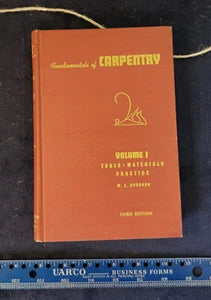 Fundamentals of CARPENTRY
VOLUME I
TOOLS • MATERIALS
PRACTICE
W. E. DURBAHN
THIRD EDITION
UARCO BUSINESS FORMS